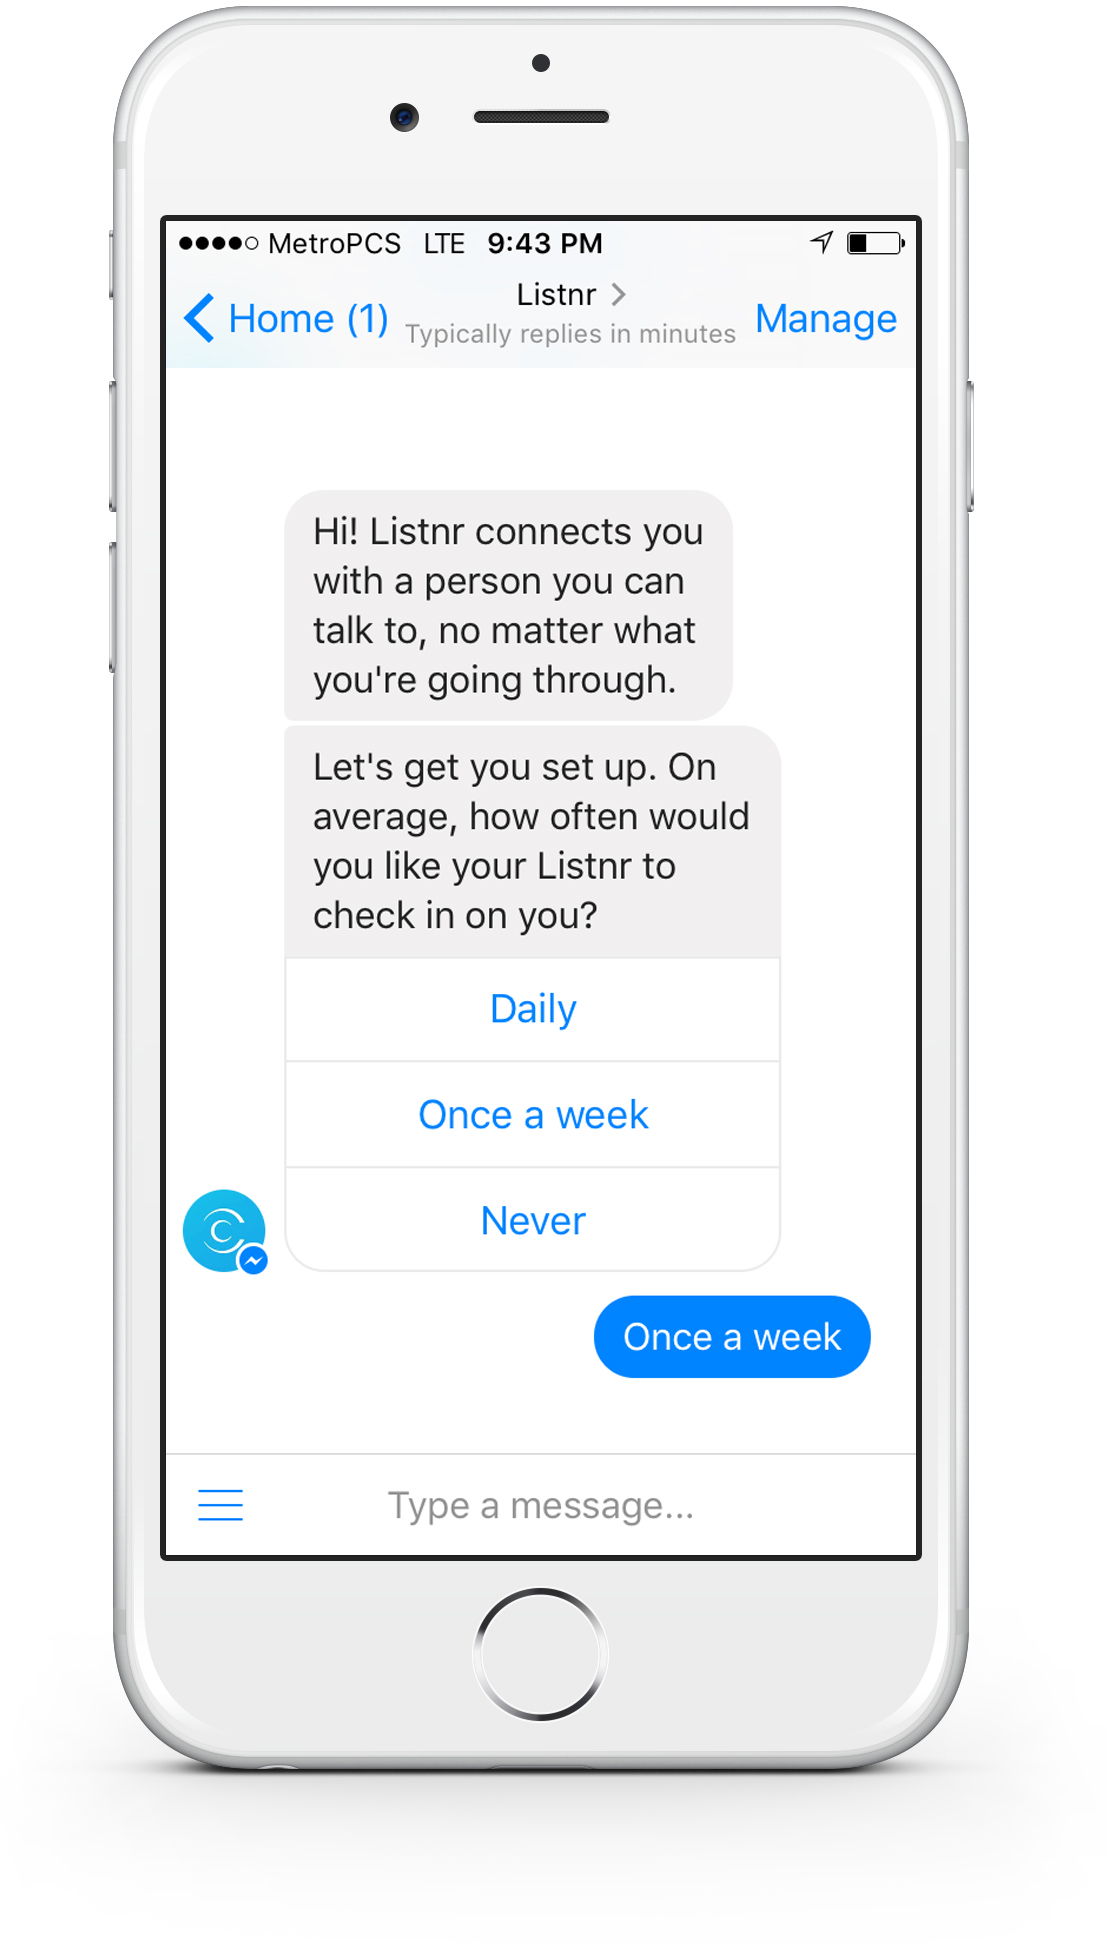 MetroPCS LTE 9:43 PM
Home (1)
Listnr
Typically replies in minutes
Manage
Hi! Listnr connects you
with a person you can
talk to, no matter what
you're going through.
Let's get you set up. On
average, how often would
you like your Listnr to
check in on you?
Daily
Once a week
Never
Once a week
Type a message...